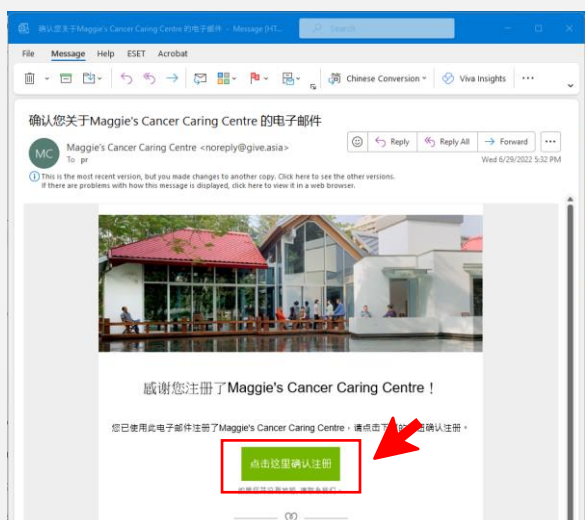 确认您关于Maggie's Cancer Caring Centre 的电子邮件 - Message (HT...
Search
File Message Help ESET Acrobat
Chinese Conversion
Viva Insights
确认您关于Maggie's Cancer Caring Centre 的电子邮件
MC
Maggie's Cancer Caring Centre <noreply@give.asia>
To pr
Reply
Reply All
Forward
Wed 6/29/2022 5:32 PM
This is the most recent version, but you made changes to another copy. Click here to see the other versions.
If there are problems with how this message is displayed, click here to view it in a web browser.
感谢您注册了Maggie's Cancer Caring Centre！
您已使用此电子邮件注册了Maggie's Cancer Caring Centre，请点击下 的 确认注册。
点击这里确认注册